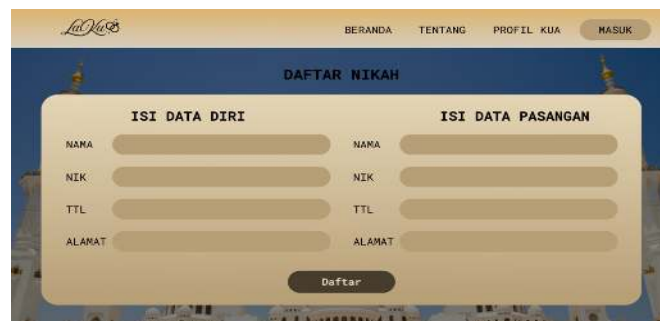 LaKuA
BERANDA TENTANG PROFIL KUA MASUK
DAFTAR NIKAH
ISI DATA DIRI
NAMA
NIK
TTL
ALAMAT
ISI DATA PASANGAN
NAMA
NIK
TTL
ALAMAT
Daftar